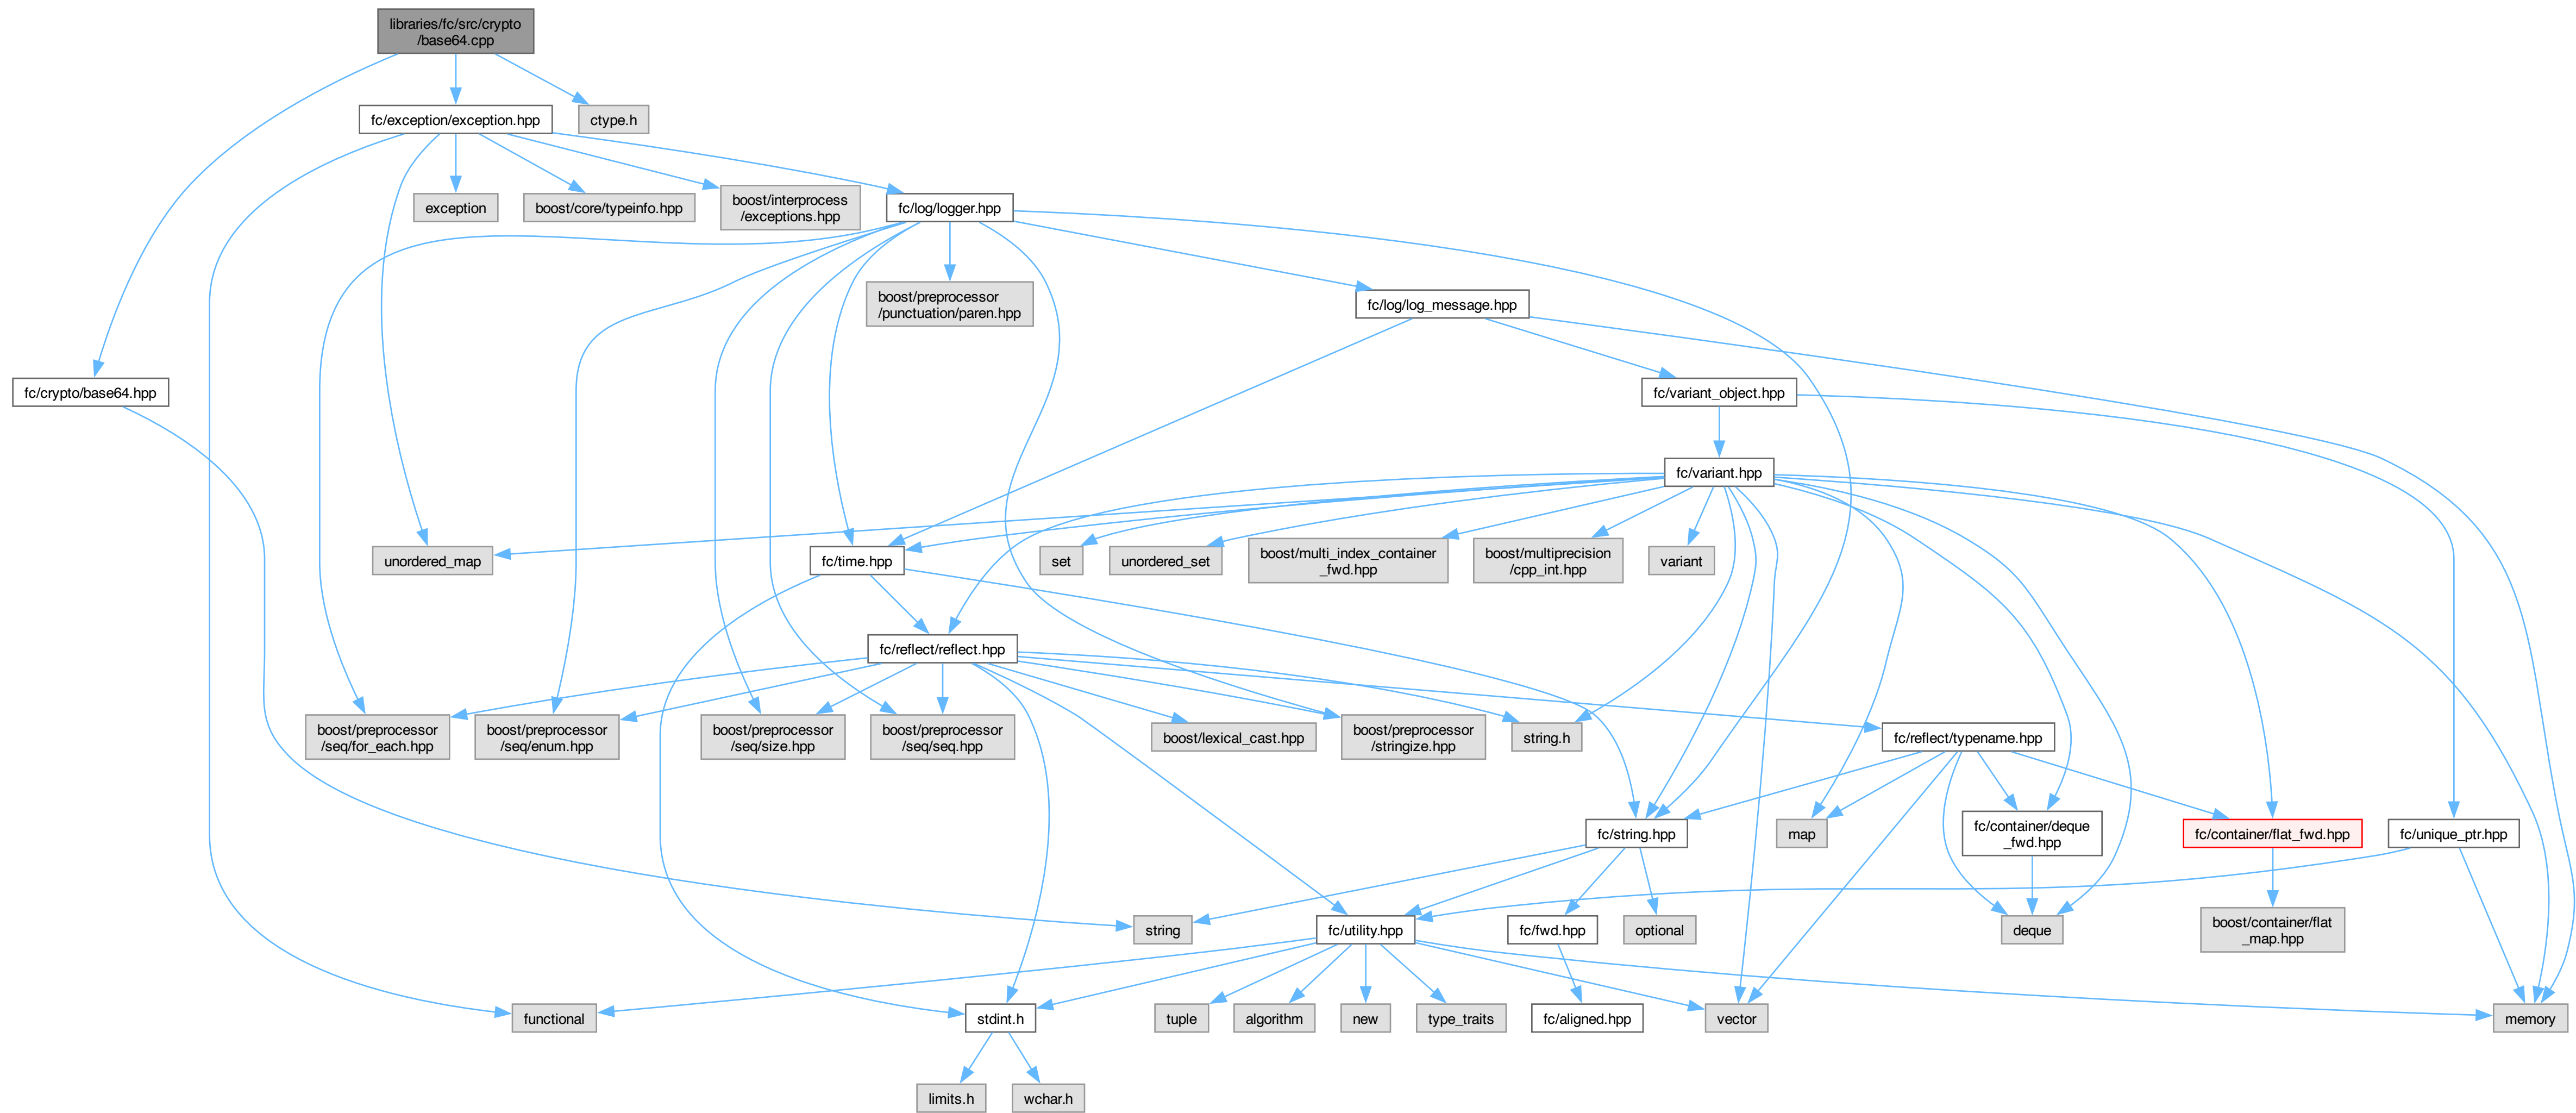 libraries/fc/src/crypto
/base64.cpp
fc/exception/exception.hpp
ctype.h
exception
boost/core/typeinfo.hpp
boost/interprocess
/exceptions.hpp
fc/log/logger.hpp
boost/preprocessor
/punctuation/paren.hpp
fc/log/log_message.hpp
fc/crypto/base64.hpp
fc/variant_object.hpp
fc/variant.hpp
unordered_map
fc/time.hpp
set
unordered_set
boost/multi_index_container
_fwd.hpp
boost/multiprecision
/cpp_int.hpp
variant
fc/reflect/reflect.hpp
boost/preprocessor
/seq/for_each.hpp
boost/preprocessor
/seq/enum.hpp
boost/preprocessor
/seq/size.hpp
boost/preprocessor
/seq/seq.hpp
boost/lexical_cast.hpp
boost/preprocessor
/stringize.hpp
string.h
fc/reflect/typename.hpp
fc/string.hpp
map
fc/container/deque
_fwd.hpp
fc/container/flat_fwd.hpp
fc/unique_ptr.hpp
string
fc/utility.hpp
fc/fwd.hpp
optional
deque
boost/container/flat
_map.hpp
functional
stdint.h
tuple
algorithm
new
type_traits
fc/aligned.hpp
vector
memory
limits.h
wchar.h